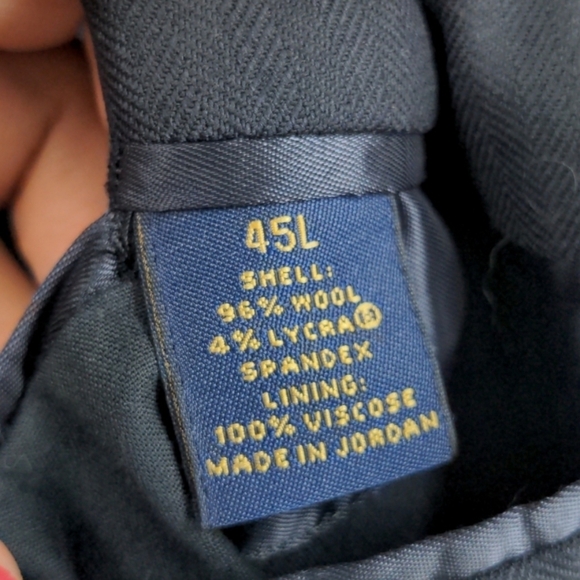 45L
SHELL:
96% WOOL
4% LYCRA®
SPANDEX
LINING:
100% VISCOSE
MADE IN JORDAN